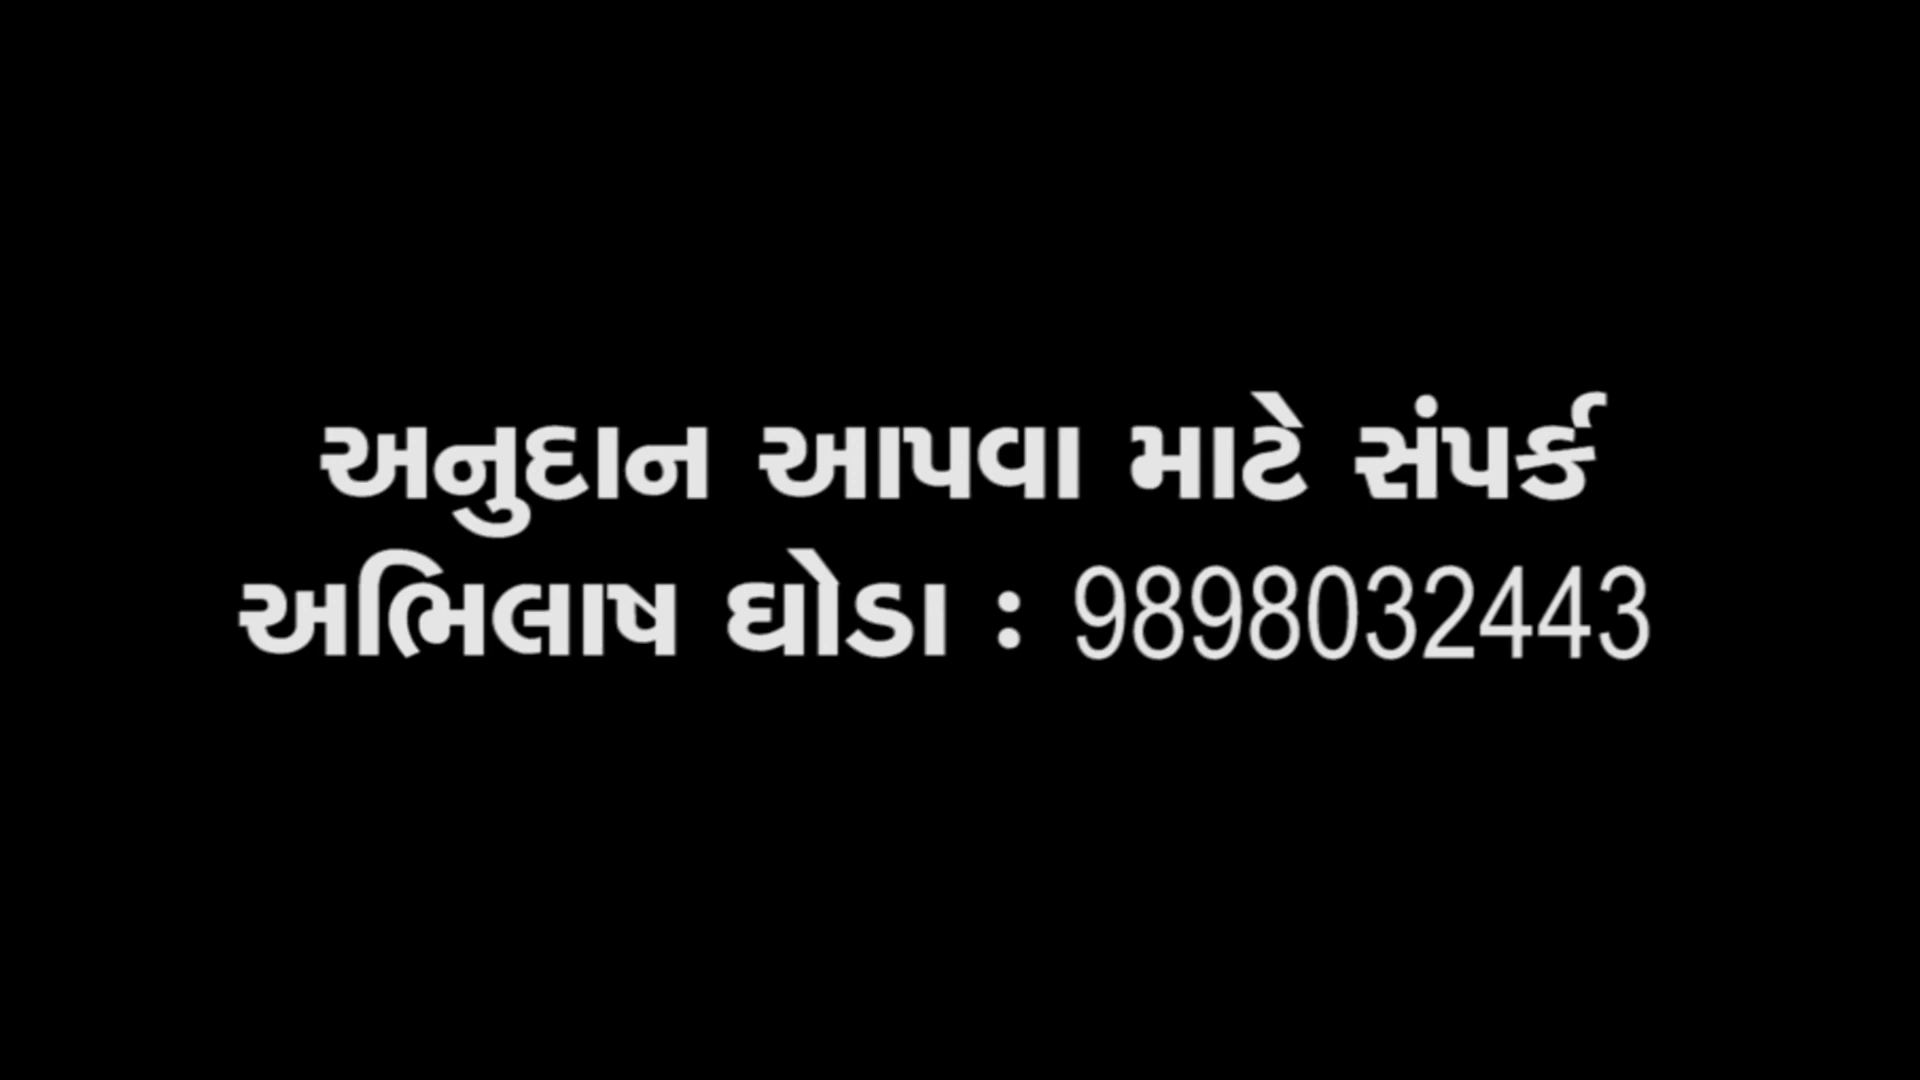 અનુદાન આપવા માટે સંપર્ક
અભિલાષ ઘોડા : 9898032443